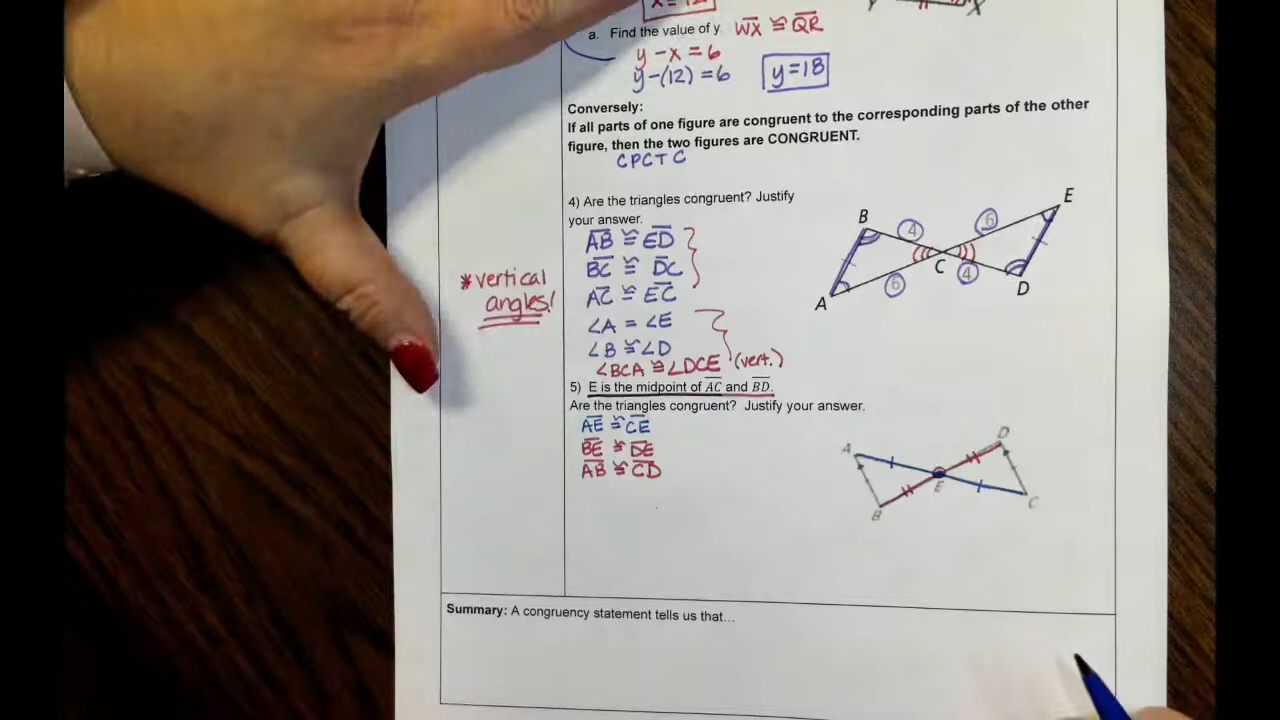 x = 12
X
a. Find the value of y WX ≅ QR
y - x = 6
y - (12) = 6 y = 18
Conversely:
If all parts of one figure are congruent to the corresponding parts of the other
figure, then the two figures are CONGRUENT.
CPCTC
4) Are the triangles congruent? Justify
your answer.
AB ≅ ED
BC ≅ DC
AC ≅ EC
∠A = ∠E
∠B ≅ ∠D
∠BCA ≅ ∠DCE (vert.)
* vertical
angles!
B 4 6 E
A 6 C 4 D
5) E is the midpoint of AC and BD.
Are the triangles congruent? Justify your answer.
AE ≅ CE
BE ≅ DE
AB ≅ CD
A D
E
B C
Summary: A congruency statement tells us that...